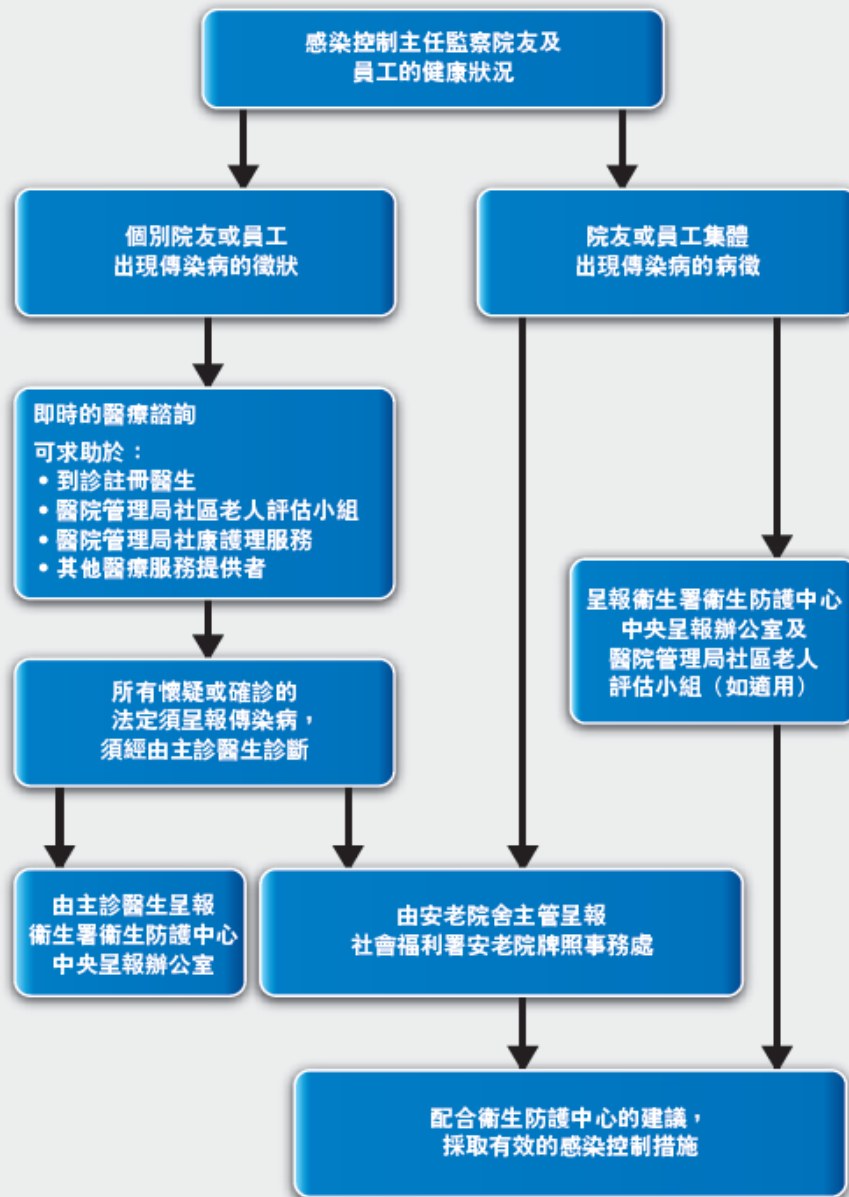 感染控制主任監察院友及
員工的健康狀況
個別院友或員工
出現傳染病的徵狀
院友或員工集體
出現傳染病的病徵
即時的醫療諮詢
可求助於：
• 到診註冊醫生
• 醫院管理局社區老人評估小組
• 醫院管理局社康護理服務
• 其他醫療服務提供者
呈報衞生署衞生防護中心
中央呈報辦公室及
醫院管理局社區老人
評估小組（如適用）
所有懷疑或確診的
法定須呈報傳染病，
須經由主診醫生診斷
由主診醫生呈報
衞生署衞生防護中心
中央呈報辦公室
由安老院舍主管呈報
社會福利署安老院牌照事務處
配合衞生防護中心的建議，
採取有效的感染控制措施